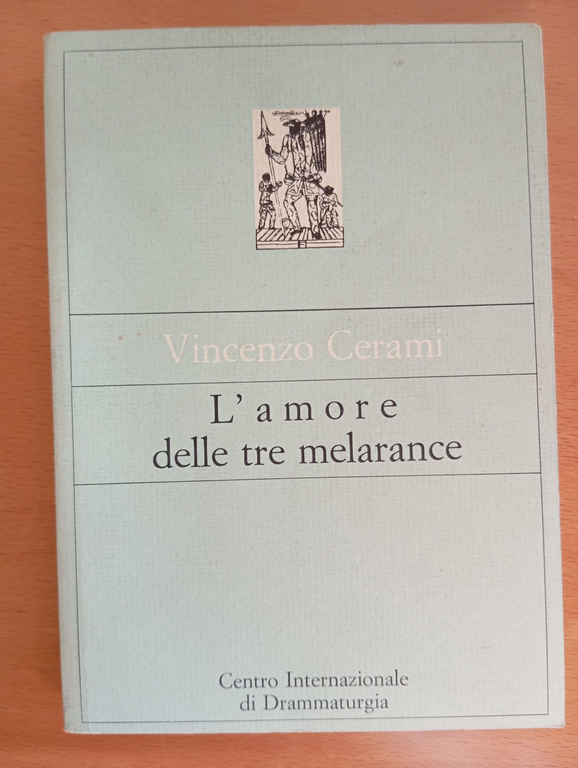 Vincenzo Cerami
L'amore
delle tre melarance
Centro Internazionale
di Drammaturgia